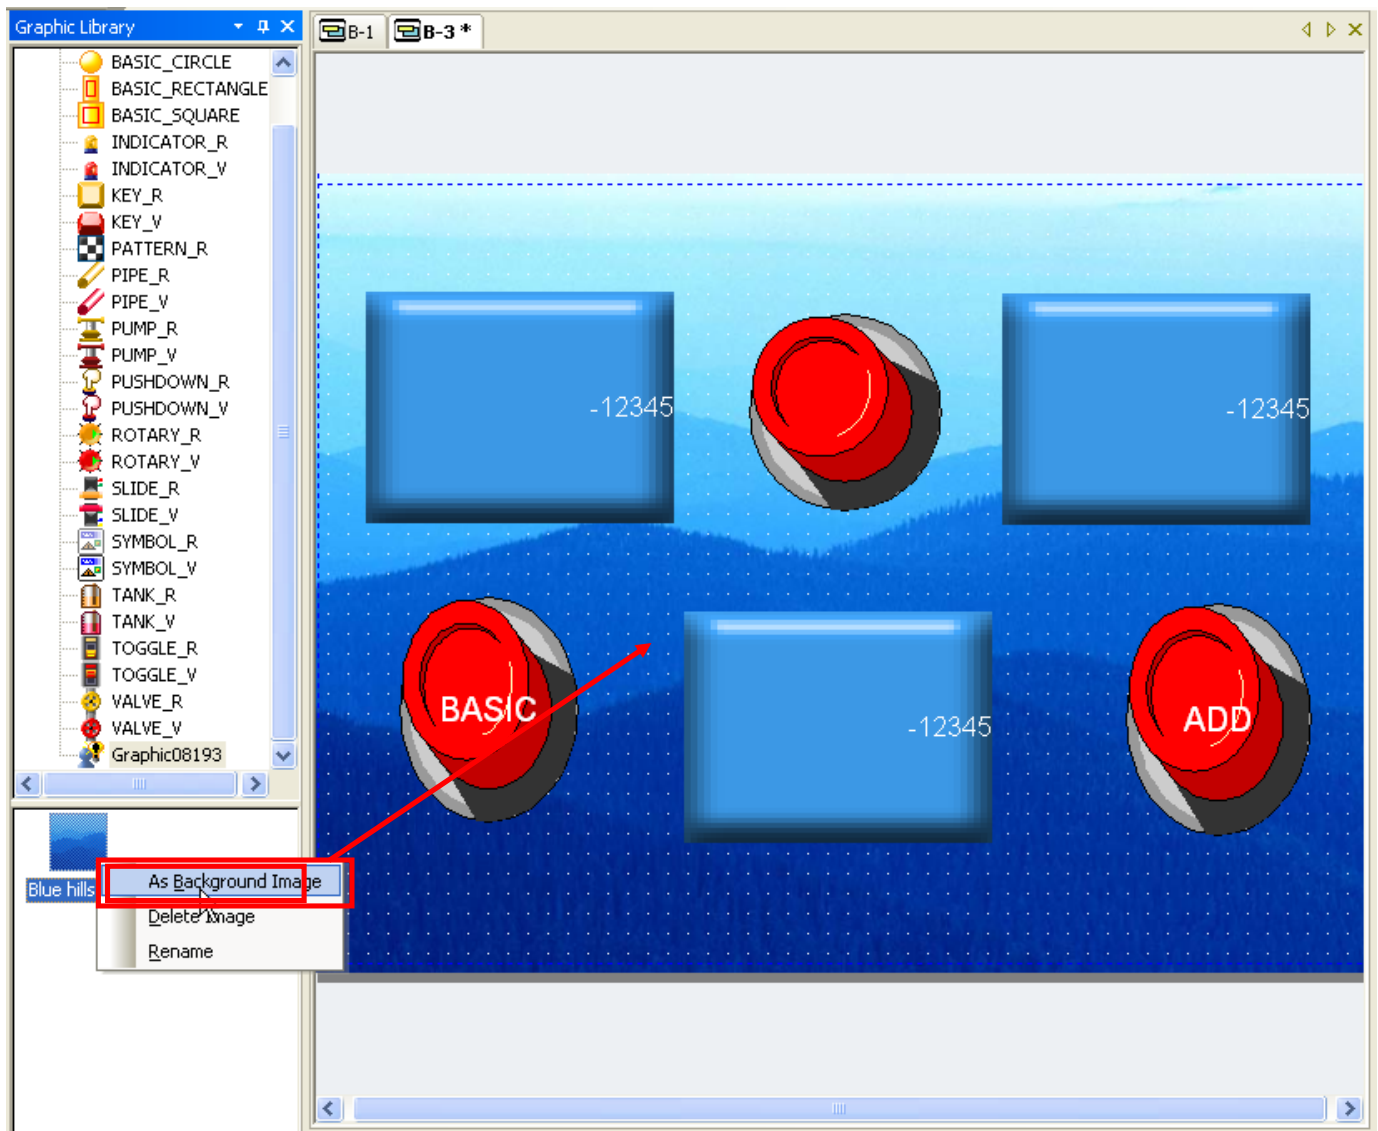 Graphic Library
BASIC_CIRCLE
BASIC_RECTANGLE
BASIC_SQUARE
INDICATOR_R
INDICATOR_V
KEY_R
KEY_V
PATTERN_R
PIPE_R
PIPE_V
PUMP_R
PUMP_V
PUSHDOWN_R
PUSHDOWN_V
ROTARY_R
ROTARY_V
SLIDE_R
SLIDE_V
SYMBOL_R
SYMBOL_V
TANK_R
TANK_V
TOGGLE_R
TOGGLE_V
VALVE_R
VALVE_V
Graphic08193
Blue hills
As Background Image
Delete Image
Rename
B-1
B-3 *
-12345
-12345
BASIC
-12345
ADD